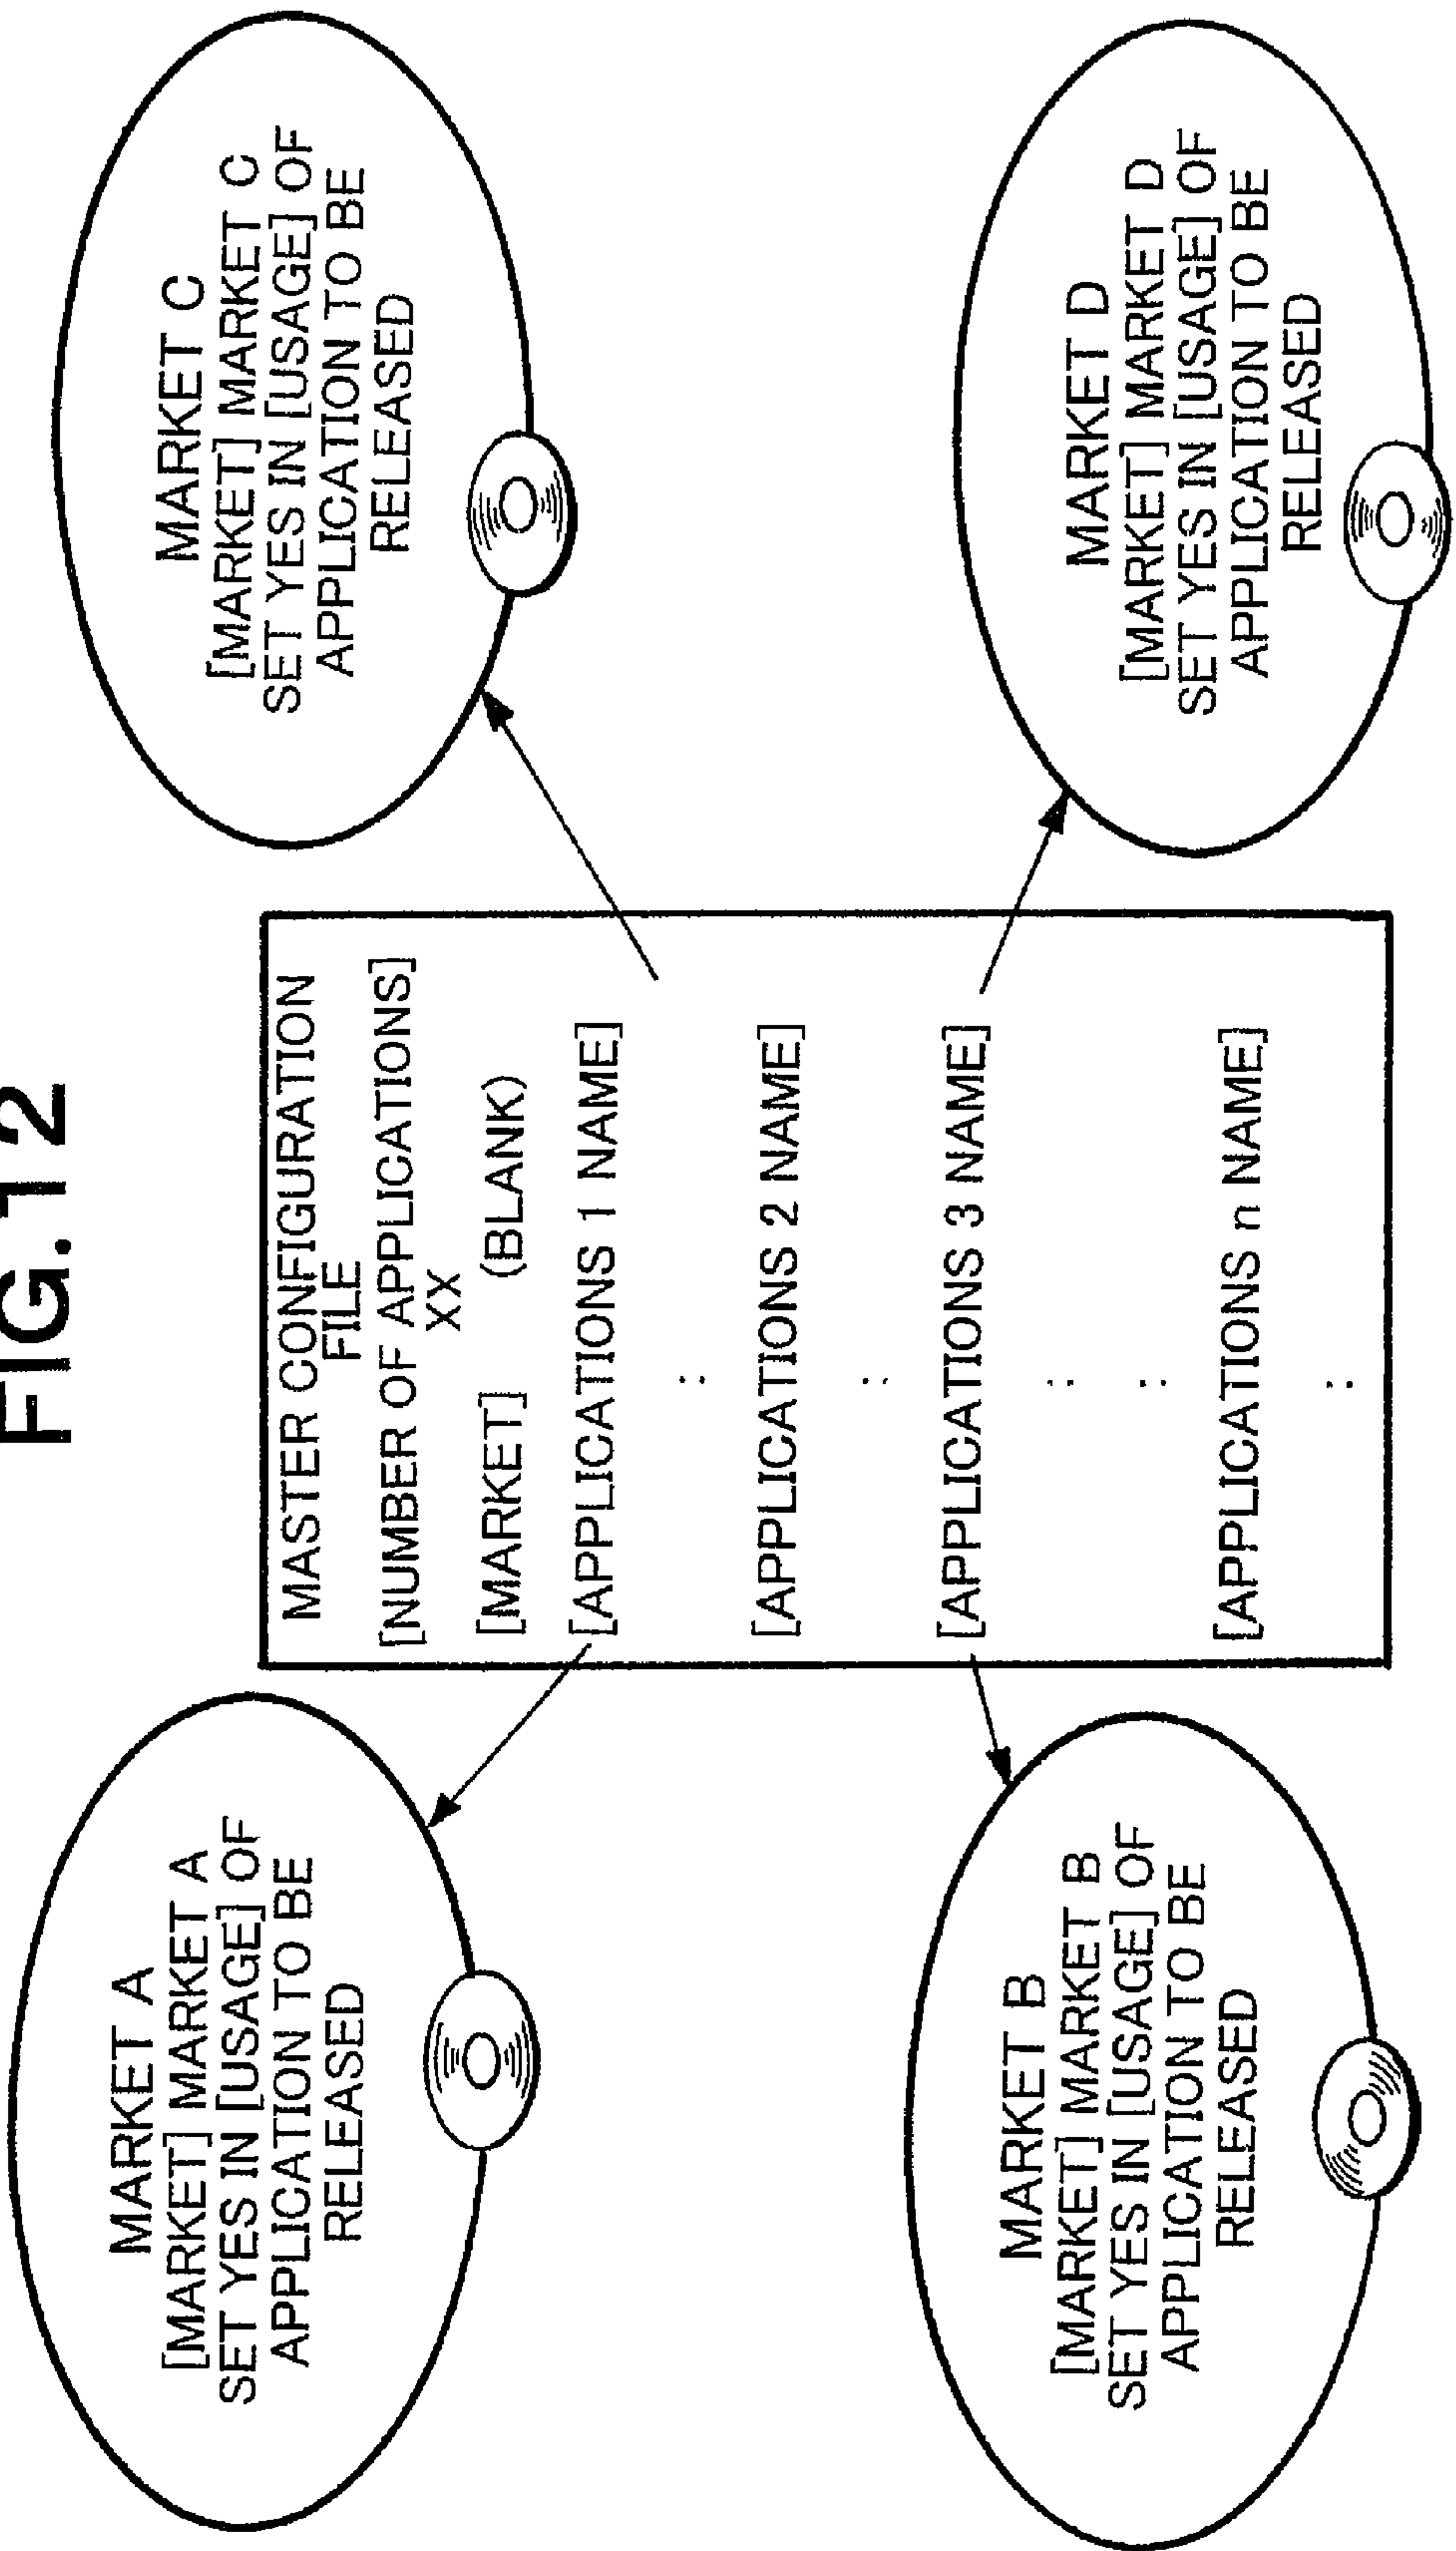 FIG.12
MARKET A
[MARKET] MARKET A
SET YES IN [USAGE] OF
APPLICATION TO BE
RELEASED
MARKET B
[MARKET] MARKET B
SET YES IN [USAGE] OF
APPLICATION TO BE
RELEASED
MASTER CONFIGURATION
FILE
[NUMBER OF APPLICATIONS]
XX
[MARKET] (BLANK)
[APPLICATIONS 1 NAME]
:
[APPLICATIONS 2 NAME]
:
[APPLICATIONS 3 NAME]
:
:
[APPLICATIONS n NAME]
:
MARKET C
[MARKET] MARKET C
SET YES IN [USAGE] OF
APPLICATION TO BE
RELEASED
MARKET D
[MARKET] MARKET D
SET YES IN [USAGE] OF
APPLICATION TO BE
RELEASED